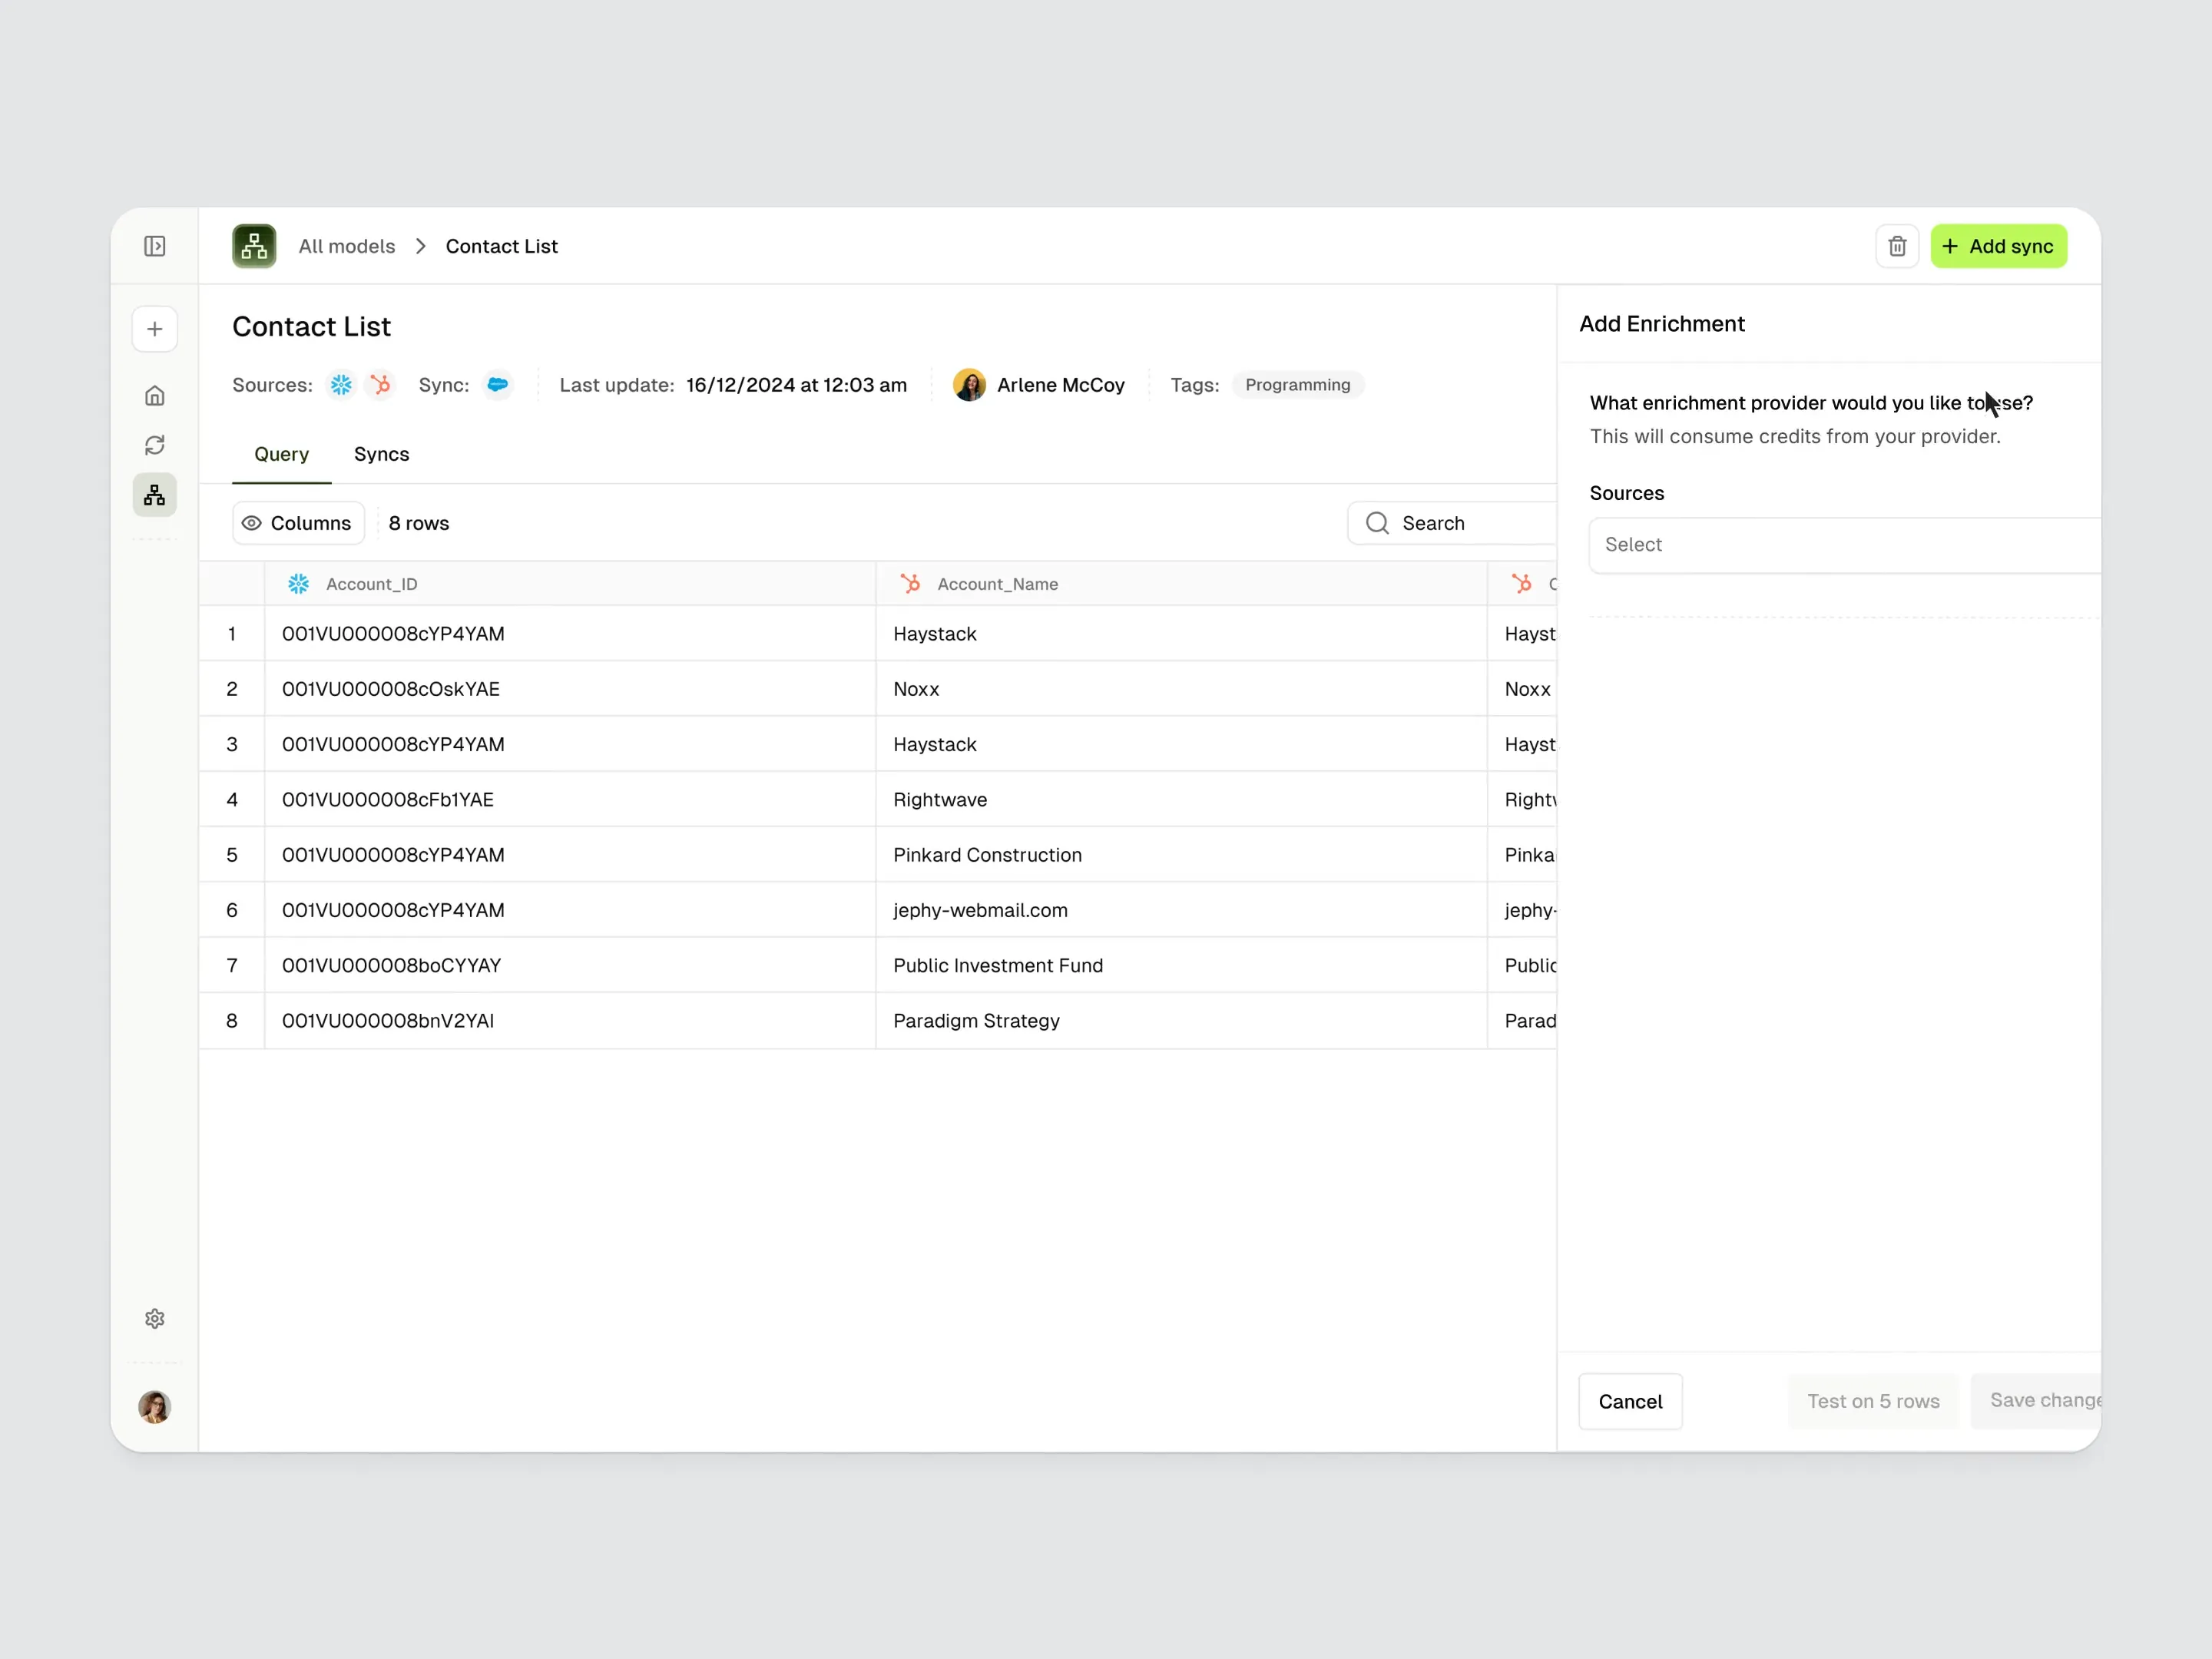 All models
Contact List
+ Add sync
Contact List
Sources:
Sync:
Last update: 16/12/2024 at 12:03 am
Arlene McCoy
Tags: Programming
Query
Syncs
Columns
8 rows
Search
Account_ID
Account_Name
C
1 001VU000008cYP4YAM Haystack Hayst
2 001VU000008cOskYAE Noxx Noxx
3 001VU000008cYP4YAM Haystack Hayst
4 001VU000008cFb1YAE Rightwave Right
5 001VU000008cYP4YAM Pinkard Construction Pinka
6 001VU000008cYP4YAM jephy-webmail.com jephy-
7 001VU000008boCYYAY Public Investment Fund Public
8 001VU000008bnV2YAI Paradigm Strategy Parad
Add Enrichment
What enrichment provider would you like to use?
This will consume credits from your provider.
Sources
Select
Cancel
Test on 5 rows
Save change